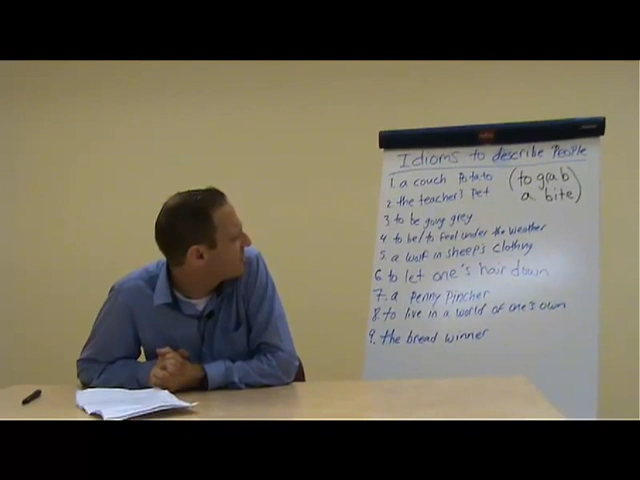 Idioms to describe People
1. a couch potato
(to grab
a bite)
2. the teacher's pet
3 to be going grey
4 to be/to feel under the weather
5. a wolf in sheep's clothing
6 to let one's hair down
7. a penny pincher
8. to live in a world of one's own
9. the bread winner